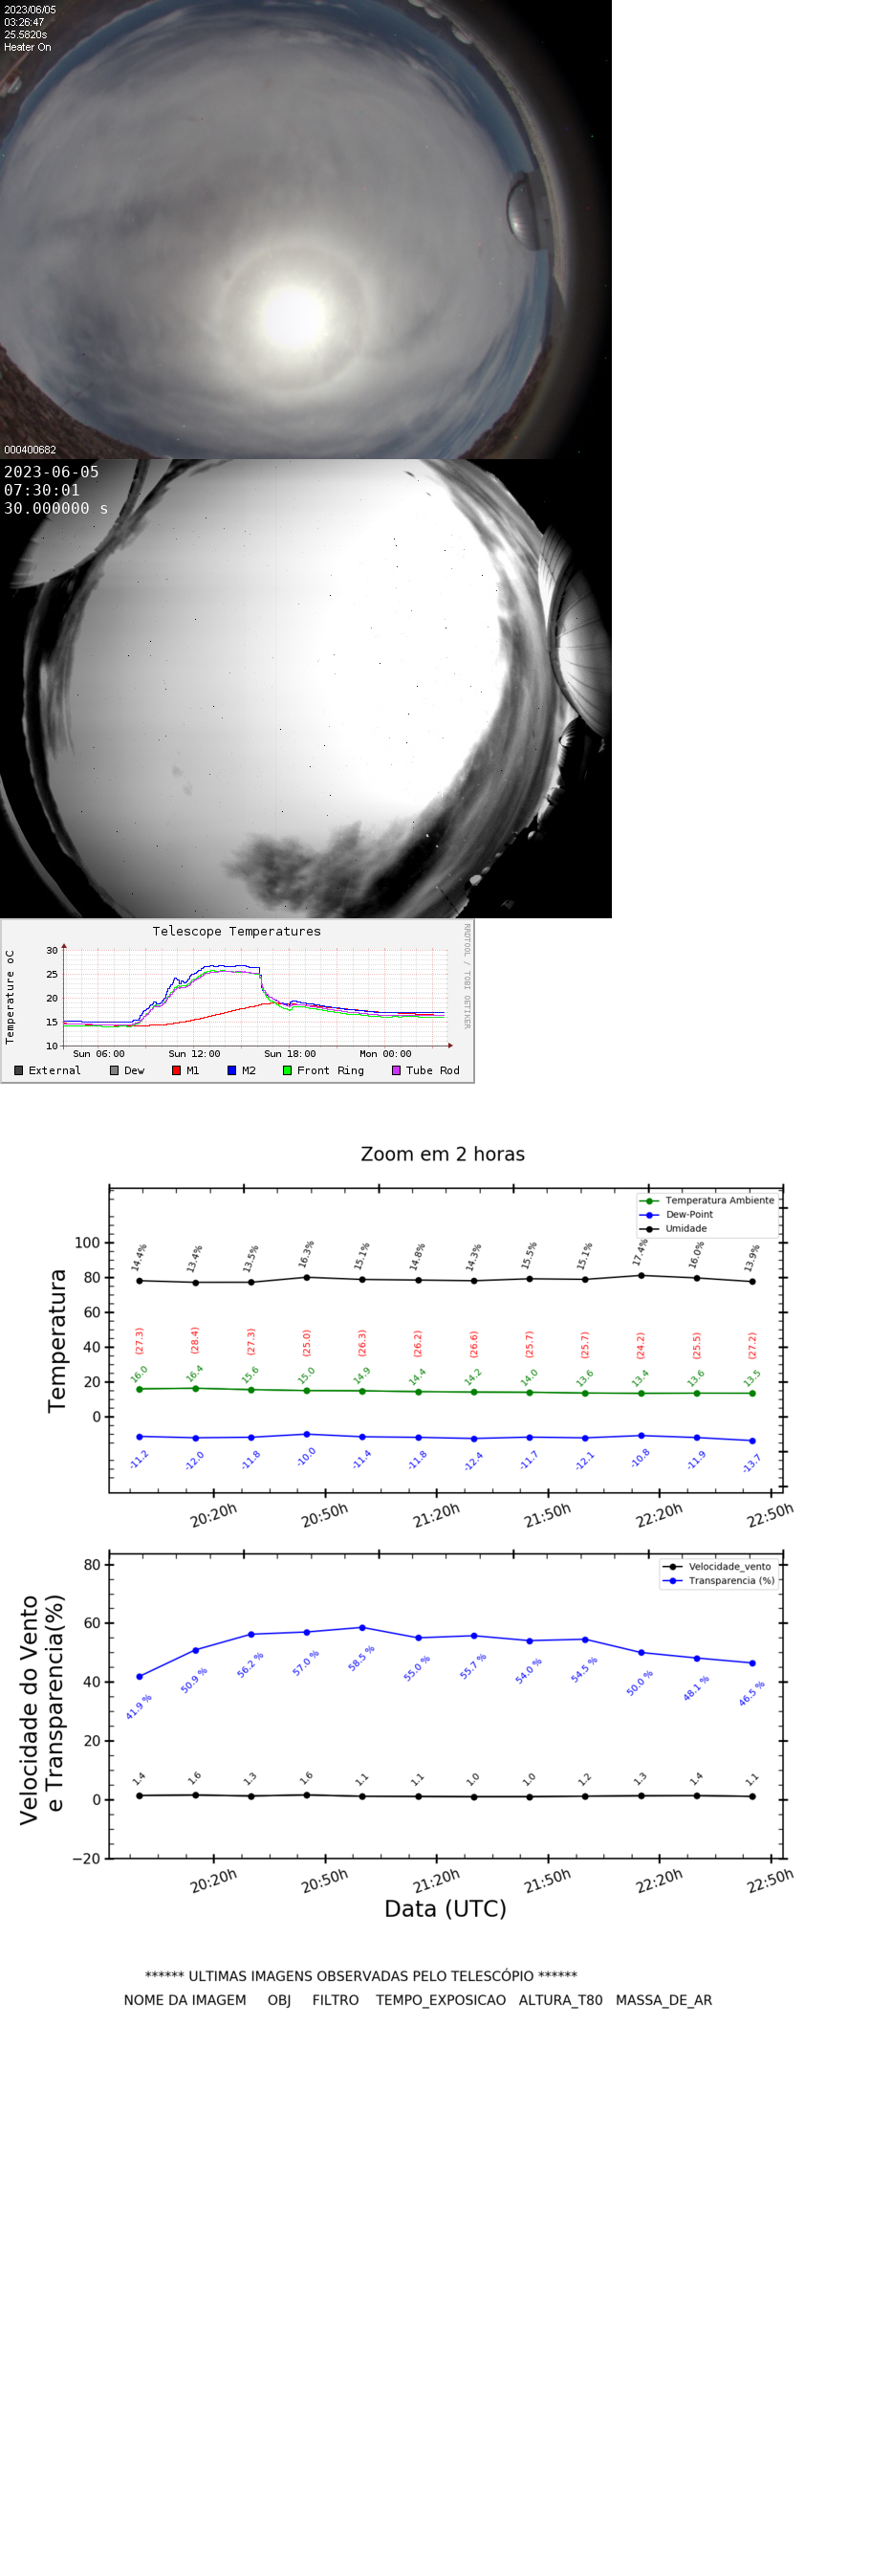 2023/06/05
03:26:47
25.5820s
Heater On
000400682
2023-06-05
07:30:01
30.000000 s
Telescope Temperatures
RRDTOOL / TOBI OETIKER
Temperature oC
30
25
20
15
10
Sun 06:00 Sun 12:00 Sun 18:00 Mon 00:00
External Dew M1 M2 Front Ring Tube Rod
Zoom em 2 horas
Temperatura Ambiente
Dew-Point
Umidade
Temperatura
100
80
60
40
20
0
14.4% 13.4% 13.5% 16.3% 15.1% 14.8% 14.3% 15.5% 15.1% 17.4% 16.0% 13.9%
(27.3) (28.4) (27.3) (25.0) (26.3) (26.2) (26.6) (25.7) (25.7) (24.2) (25.5) (27.2)
16.0 16.4 15.6 15.0 14.9 14.4 14.2 14.0 13.6 13.4 13.6 13.5
-11.2 -12.0 -11.8 -10.0 -11.4 -11.8 -12.4 -11.7 -12.1 -10.8 -11.9 -13.7
20:20h 20:50h 21:20h 21:50h 22:20h 22:50h
Velocidade_vento
Transparencia (%)
Velocidade do Vento
e Transparencia(%)
80
60
40
20
0
−20
41.9 % 50.9 % 56.2 % 57.0 % 58.5 % 55.0 % 55.7 % 54.0 % 54.5 % 50.0 % 48.1 % 46.5 %
1.4 1.6 1.3 1.6 1.1 1.1 1.0 1.0 1.2 1.3 1.4 1.1
20:20h 20:50h 21:20h 21:50h 22:20h 22:50h
Data (UTC)
****** ULTIMAS IMAGENS OBSERVADAS PELO TELESCÓPIO ******
NOME DA IMAGEM OBJ FILTRO TEMPO_EXPOSICAO ALTURA_T80 MASSA_DE_AR